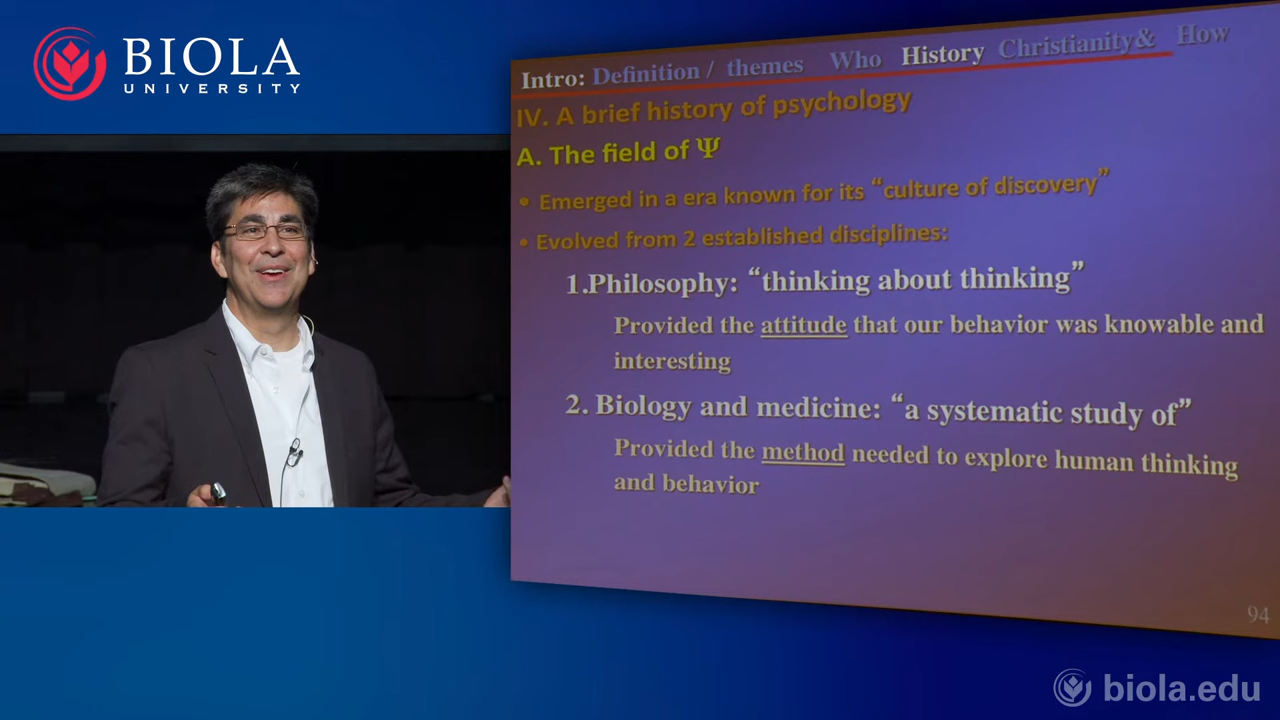 BIOLA
UNIVERSITY
Intro: Definition / themes Who History Christianity& How
IV. A brief history of psychology
A. The field of Ψ
• Emerged in a era known for its “culture of discovery”
• Evolved from 2 established disciplines:
1.Philosophy: “thinking about thinking”
Provided the attitude that our behavior was knowable and
interesting
2. Biology and medicine: “a systematic study of”
Provided the method needed to explore human thinking
and behavior
94
biola.edu